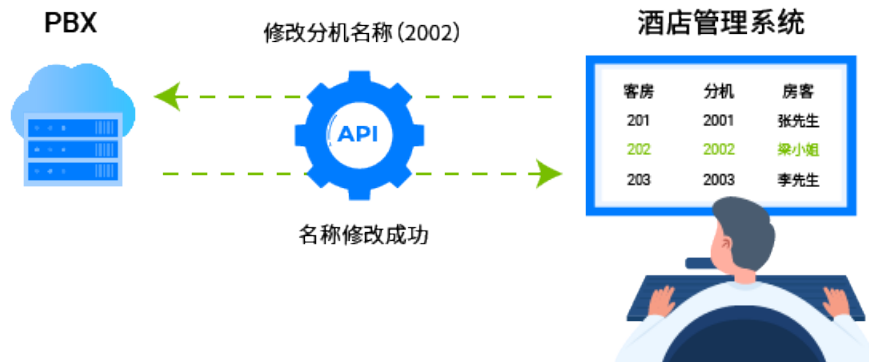 PBX
修改分机名称(2002)
酒店管理系统
API
名称修改成功
客房 分机 房客
201 2001 张先生
202 2002 梁小姐
203 2003 李先生